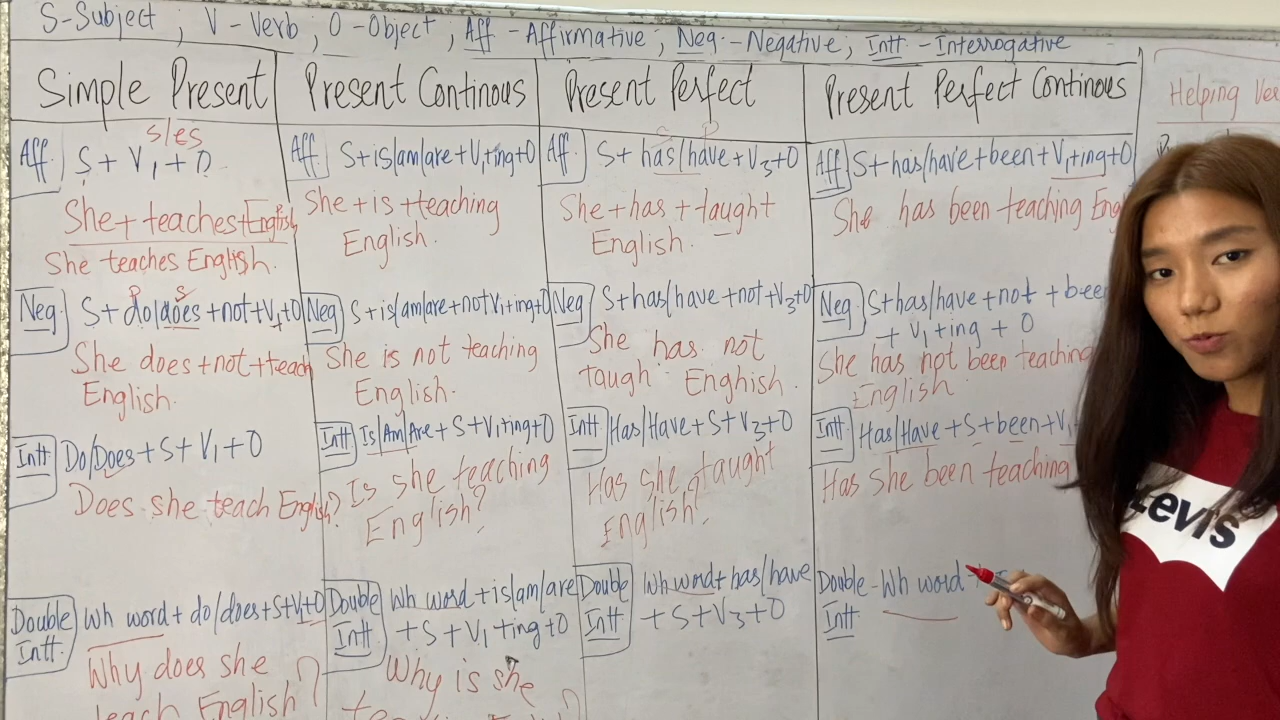 S-Subject ; V-Verb ; O-Object ; Aff-Affirmative ; Neg-Negative ; Intt-Interrogative
Simple Present
s/es
Aff S + V1 + O
She + teaches + English
She teaches English.
P S
Neg S + do/does + not + V1 + O
She does + not + teach
English.
Intt Do/Does + S + V1 + O
Does she teach English?
Double Intt. Wh word + do/does + S + V1 + O
Why does she
teach English?
Present Continous
Aff S + is/am/are + V1 + ing + O
She + is + teaching
English.
Neg S + is/am/are + not V1 + ing + O
She is not teaching
English.
Intt Is/Am/Are + S + V1 + ing + O
Is she teaching
English?
Double Intt. Wh word + is/am/are
+ S + V1 + ing + O
Why is she
Present Perfect
S P
Aff S + has/have + V3 + O
She + has + taught
English.
Neg S + has/have + not + V3 + O
She has not
taugh Enghish.
Intt Has/Have + S + V3 + O
Has she taught
English?
Double Intt Wh word + has/have
+ S + V3 + O
Present Perfect Continous
Aff S + has/have + been + V1 + ing + O
She has been teaching Eng
Neg S + has/have + not + bee
+ V1 + ing + O
She has not been teaching
English
Intt Has/Have + S + been + V1
Has she been teaching
Double - Wh word
Intt
Helping Ve
Levi's